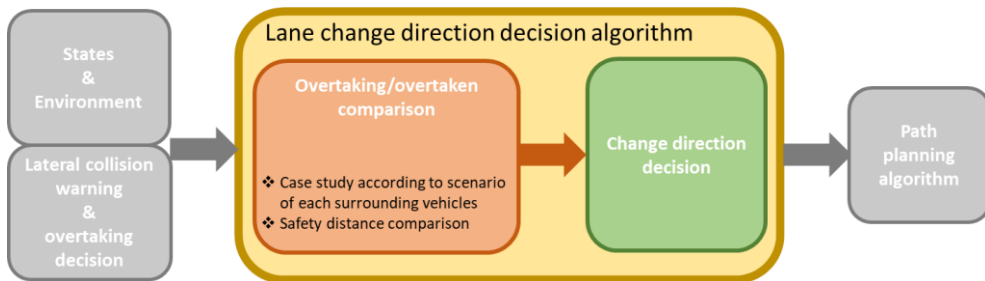 States
&
Environment
Lateral collision
warning
&
overtaking
decision
Lane change direction decision algorithm
Overtaking/overtaken
comparison
❖ Case study according to scenario
of each surrounding vehicles
❖ Safety distance comparison
Change direction
decision
Path
planning
algorithm